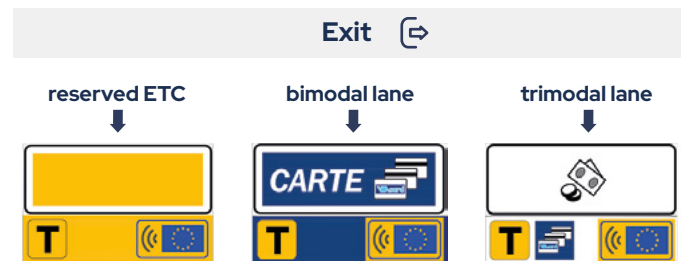 Exit
reserved ETC
bimodal lane
trimodal lane
CARTE
T
T
T